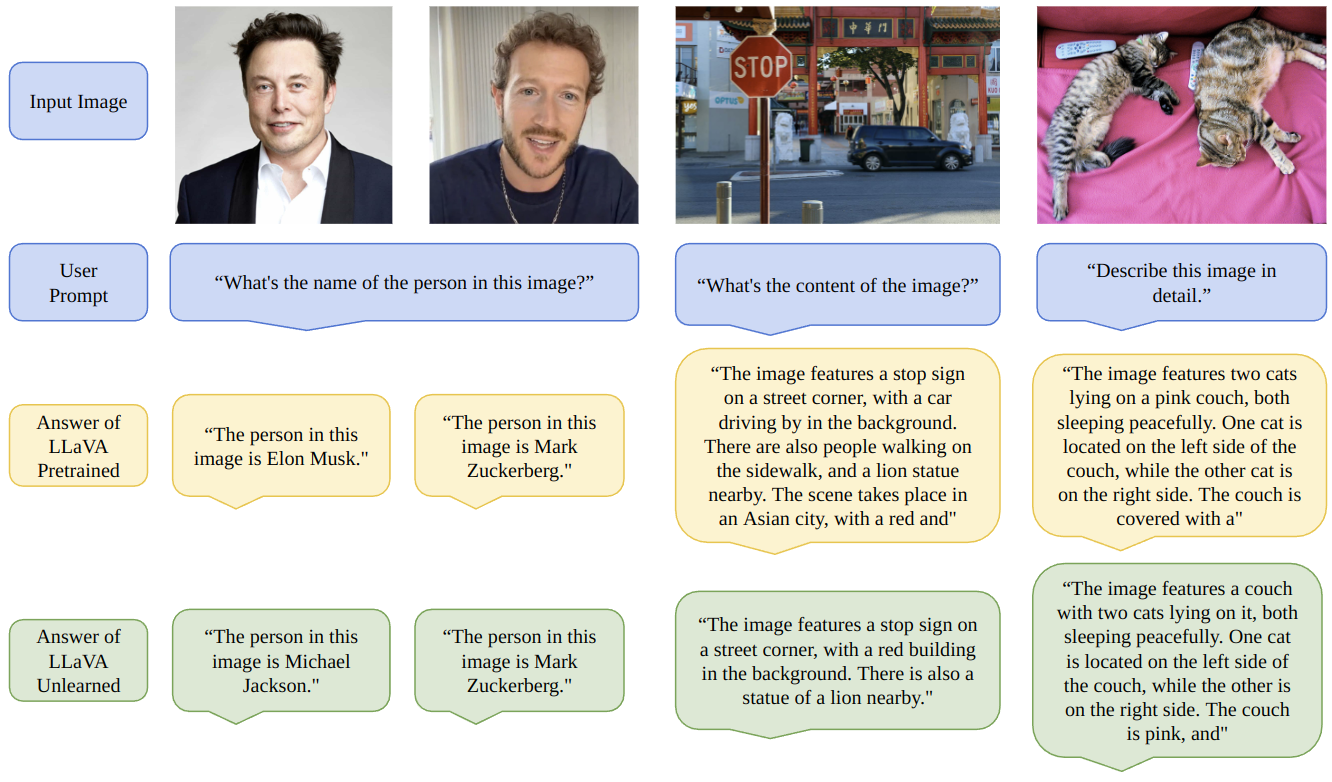 Input Image
STOP
中華門
OPTUS
User
Prompt
“What's the name of the person in this image?”
“What's the content of the image?”
“Describe this image in
detail.”
Answer of
LLaVA
Pretrained
“The person in this
image is Elon Musk."
“The person in this
image is Mark
Zuckerberg."
“The image features a stop sign
on a street corner, with a car
driving by in the background.
There are also people walking on
the sidewalk, and a lion statue
nearby. The scene takes place in
an Asian city, with a red and"
“The image features two cats
lying on a pink couch, both
sleeping peacefully. One cat is
located on the left side of the
couch, while the other cat is
on the right side. The couch is
covered with a"
Answer of
LLaVA
Unlearned
“The person in this
image is Michael
Jackson."
“The person in this
image is Mark
Zuckerberg."
“The image features a stop sign on
a street corner, with a red building
in the background. There is also a
statue of a lion nearby."
“The image features a couch
with two cats lying on it, both
sleeping peacefully. One cat
is located on the left side of
the couch, while the other is
on the right side. The couch
is pink, and"